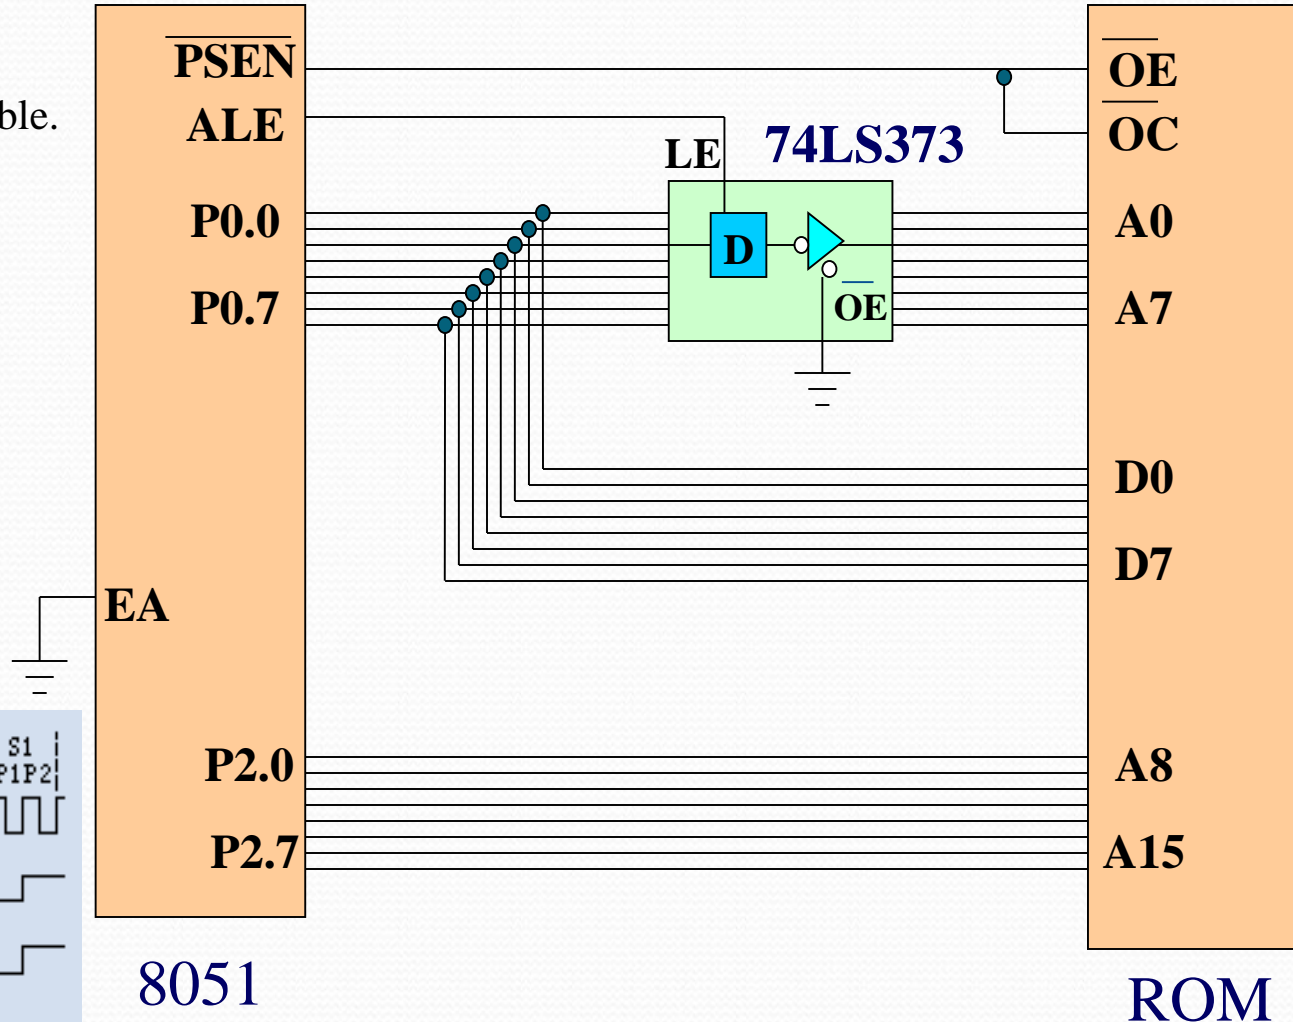 PSEN
OE
ble.
ALE
LE
74LS373
OC
P0.0
A0
D
P0.7
OE
A7
D0
D7
EA
S1
P1P2
P2.0
A8
P2.7
A15
8051
ROM